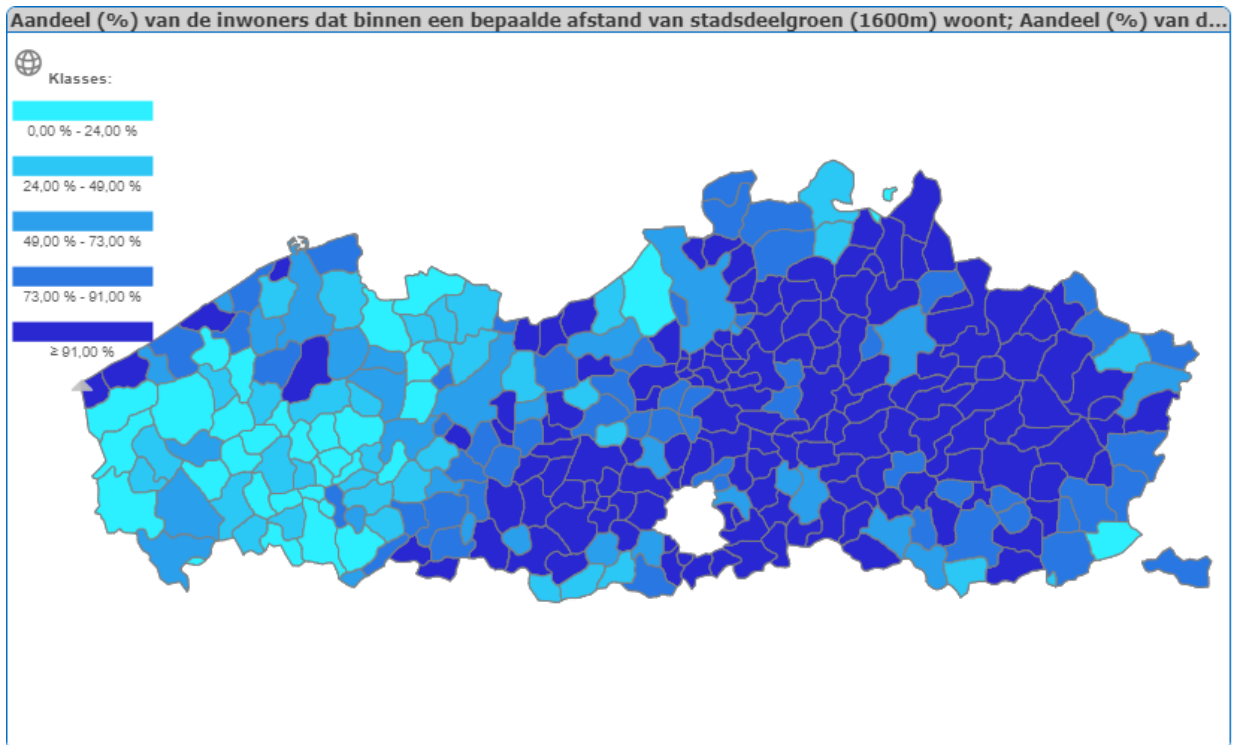 Aandeel (%) van de inwoners dat binnen een bepaalde afstand van stadsdeelgroen (1600m) woont; Aandeel (%) van d...
Klasses:
0,00 % - 24,00 %
24,00 % - 49,00 %
49,00 % - 73,00 %
73,00 % - 91,00 %
≥ 91,00 %